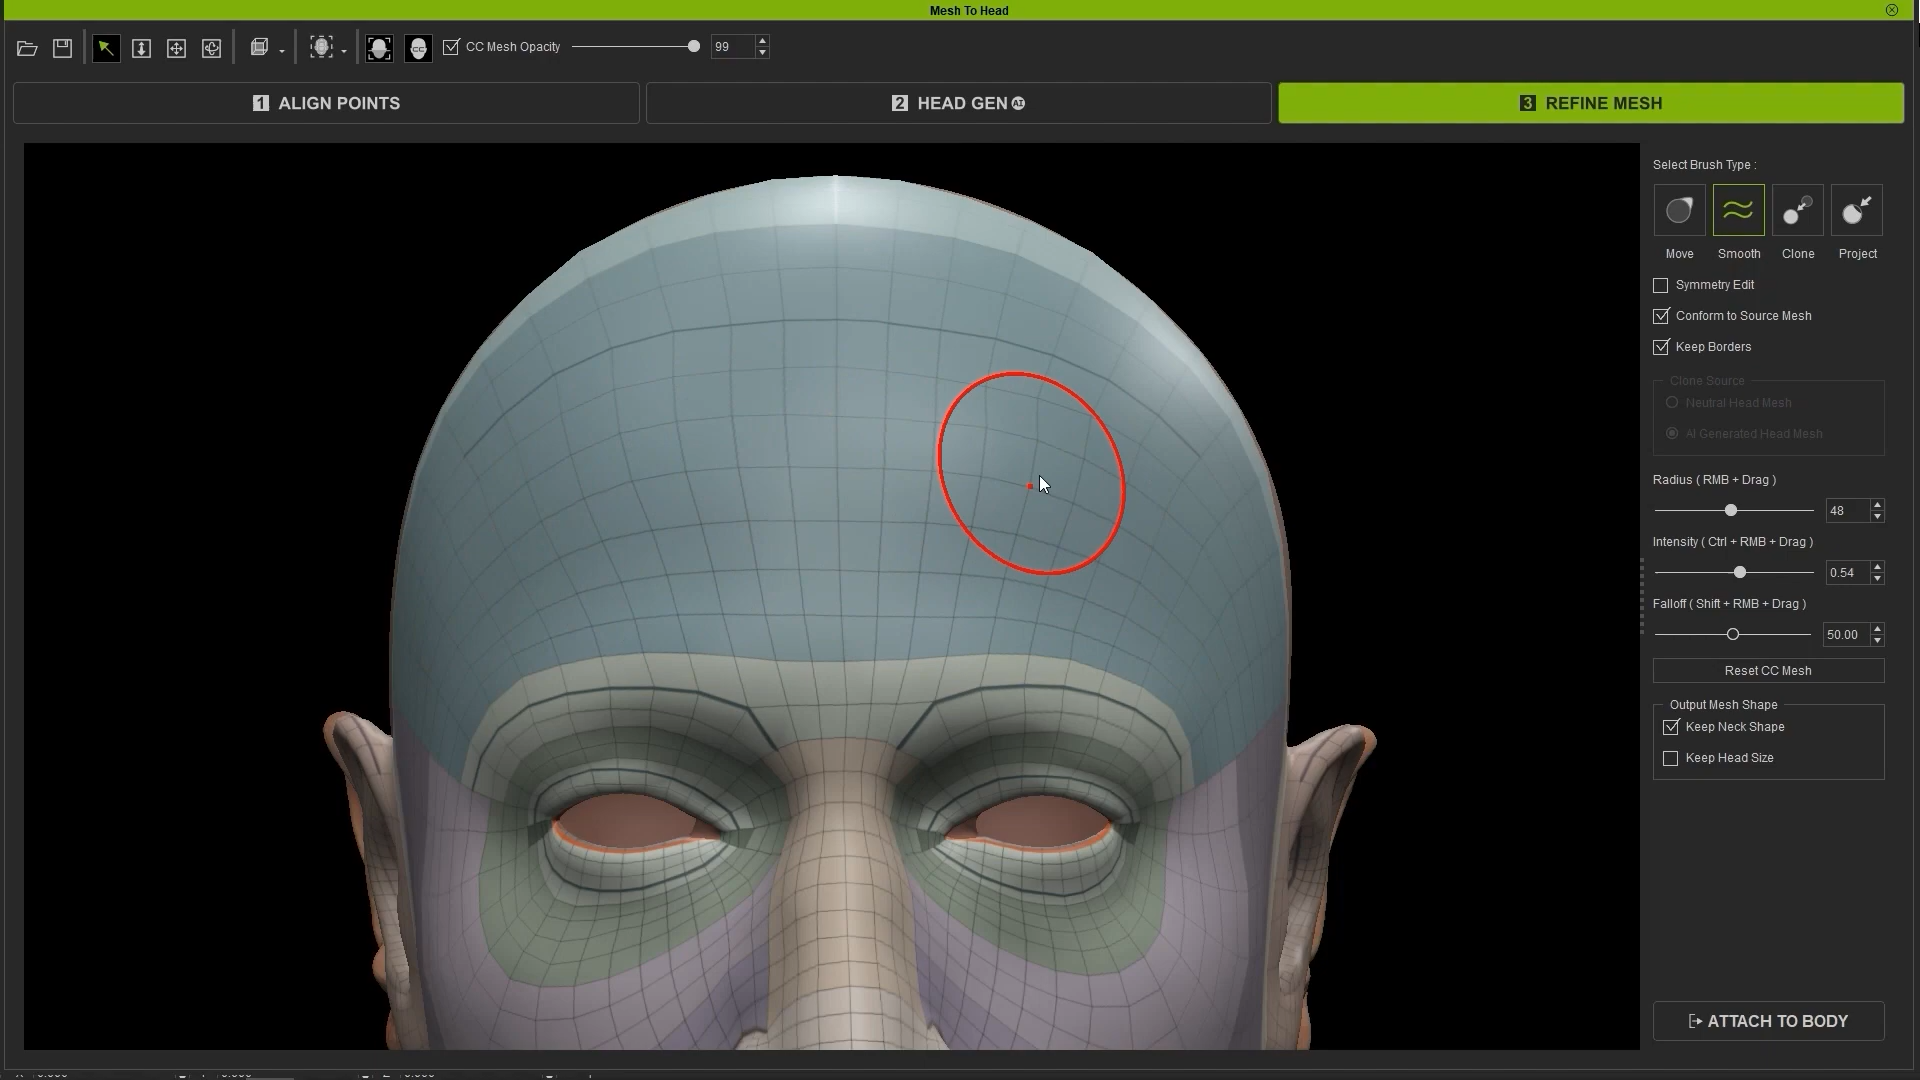 Mesh To Head
CC Mesh Opacity
99
1 ALIGN POINTS
2 HEAD GEN AI
3 REFINE MESH
Select Brush Type :
Move
Smooth
Clone
Project
Symmetry Edit
Conform to Source Mesh
Keep Borders
Clone Source
Neutral Head Mesh
AI Generated Head Mesh
Radius ( RMB + Drag )
48
Intensity ( Ctrl + RMB + Drag )
0.54
Falloff ( Shift + RMB + Drag )
50.00
Reset CC Mesh
Output Mesh Shape
Keep Neck Shape
Keep Head Size
ATTACH TO BODY